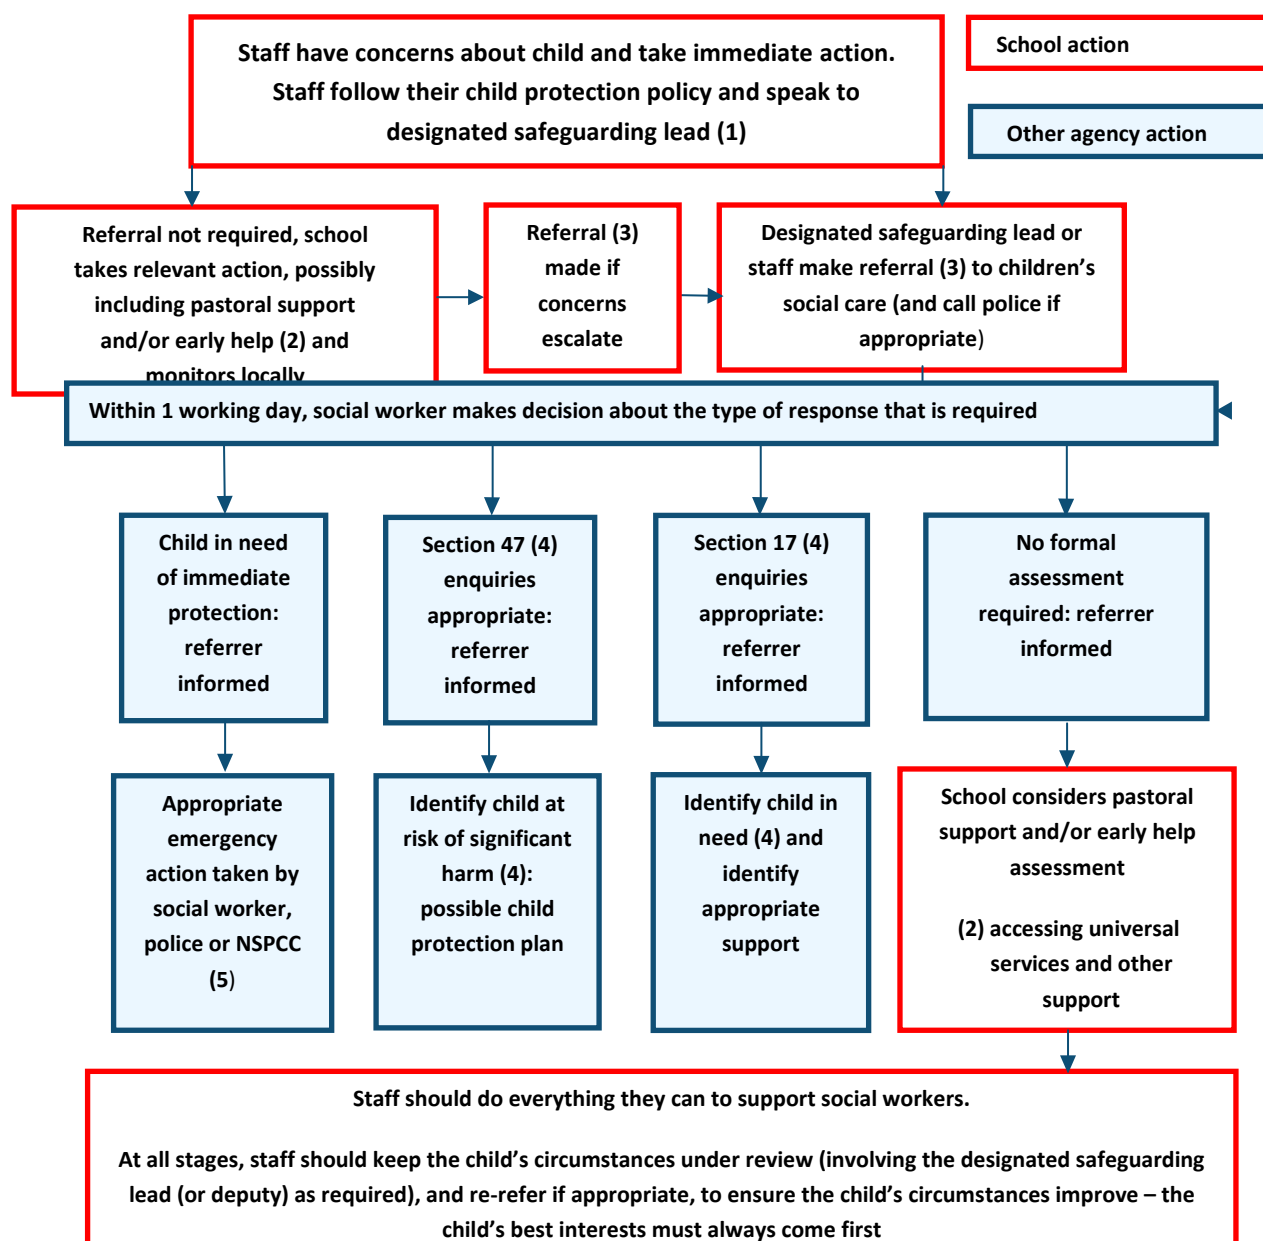 Staff have concerns about child and take immediate action.
Staff follow their child protection policy and speak to
designated safeguarding lead (1)
School action
Other agency action
Referral not required, school
takes relevant action, possibly
including pastoral support
and/or early help (2) and
monitors locally
Referral (3)
made if
concerns
escalate
Designated safeguarding lead or
staff make referral (3) to children’s
social care (and call police if
appropriate)
Within 1 working day, social worker makes decision about the type of response that is required
Child in need
of immediate
protection:
referrer
informed
Section 47 (4)
enquiries
appropriate:
referrer
informed
Section 17 (4)
enquiries
appropriate:
referrer
informed
No formal
assessment
required: referrer
informed
Appropriate
emergency
action taken by
social worker,
police or NSPCC
(5)
Identify child at
risk of significant
harm (4):
possible child
protection plan
Identify child in
need (4) and
identify
appropriate
support
School considers pastoral
support and/or early help
assessment
(2) accessing universal
services and other
support
Staff should do everything they can to support social workers.
At all stages, staff should keep the child’s circumstances under review (involving the designated safeguarding
lead (or deputy) as required), and re-refer if appropriate, to ensure the child’s circumstances improve – the
child’s best interests must always come first